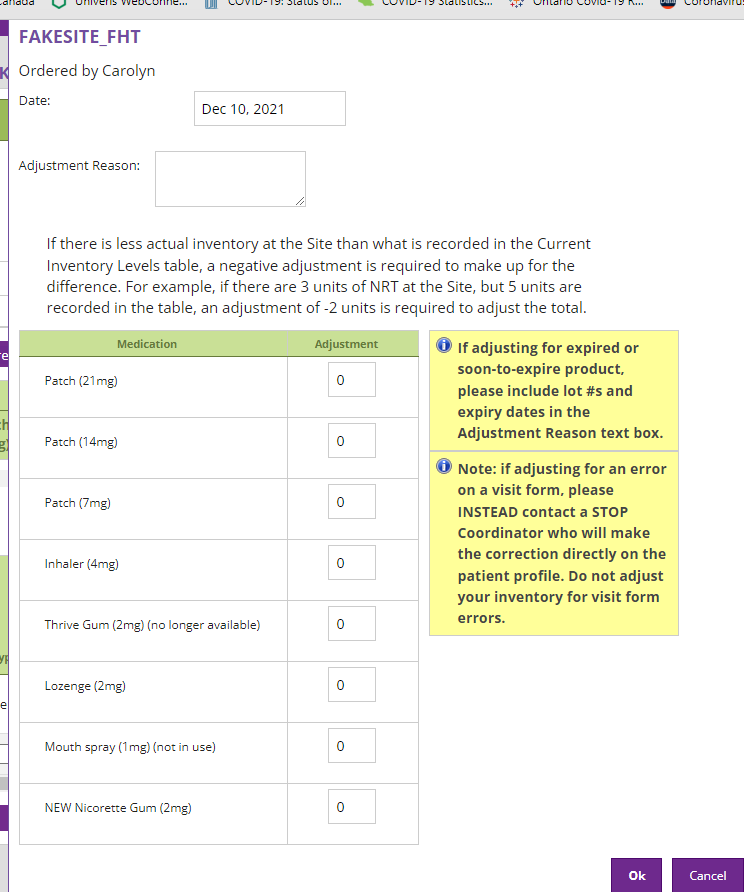 Univeris WebConne...
COVID-19: Status of...
COVID-19 Statistics...
Ontario Covid-19 R...
FAKESITE_FHT
Ordered by Carolyn
Date:
Dec 10, 2021
Adjustment Reason:
If there is less actual inventory at the Site than what is recorded in the Current
Inventory Levels table, a negative adjustment is required to make up for the
difference. For example, if there are 3 units of NRT at the Site, but 5 units are
recorded in the table, an adjustment of -2 units is required to adjust the total.
Medication Adjustment
Patch (21mg) 0
Patch (14mg) 0
Patch (7mg) 0
Inhaler (4mg) 0
Thrive Gum (2mg) (no longer available) 0
Lozenge (2mg) 0
Mouth spray (1mg) (not in use) 0
NEW Nicorette Gum (2mg) 0
If adjusting for expired or
soon-to-expire product,
please include lot #s and
expiry dates in the
Adjustment Reason text box.
Note: if adjusting for an error
on a visit form, please
INSTEAD contact a STOP
Coordinator who will make
the correction directly on the
patient profile. Do not adjust
your inventory for visit form
errors.
Ok
Cancel